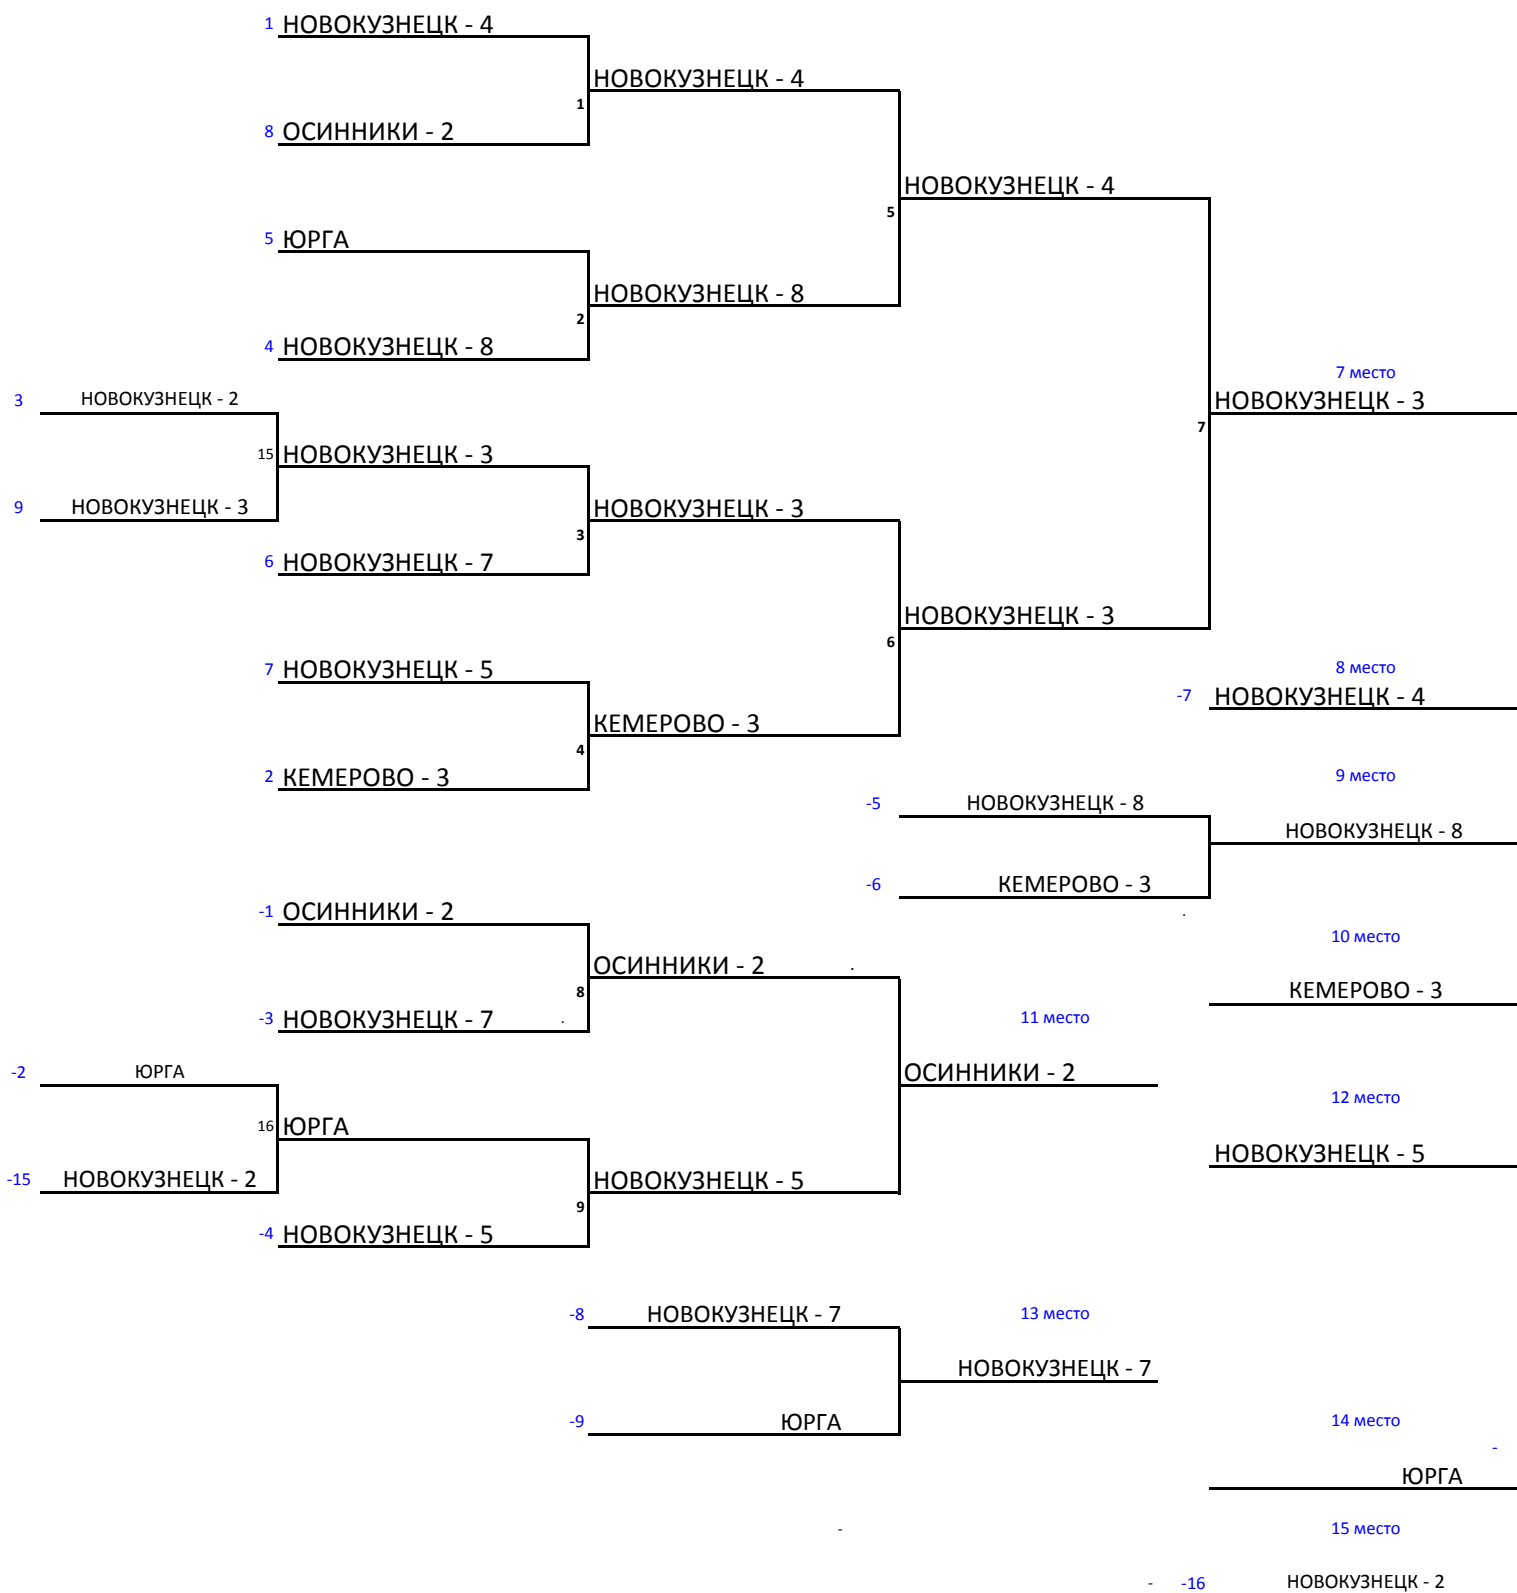 1 НОВОКУЗНЕЦК - 4
НОВОКУЗНЕЦК - 4
1
8 ОСИННИКИ - 2
НОВОКУЗНЕЦК - 4
5
5 ЮРГА
НОВОКУЗНЕЦК - 8
2
4 НОВОКУЗНЕЦК - 8
7 место
3 НОВОКУЗНЕЦК - 2
НОВОКУЗНЕЦК - 3
7
15 НОВОКУЗНЕЦК - 3
9 НОВОКУЗНЕЦК - 3
НОВОКУЗНЕЦК - 3
3
6 НОВОКУЗНЕЦК - 7
НОВОКУЗНЕЦК - 3
6
7 НОВОКУЗНЕЦК - 5
8 место
-7 НОВОКУЗНЕЦК - 4
КЕМЕРОВО - 3
4
2 КЕМЕРОВО - 3
9 место
-5 НОВОКУЗНЕЦК - 8
НОВОКУЗНЕЦК - 8
-6 КЕМЕРОВО - 3
-1 ОСИННИКИ - 2
10 место
ОСИННИКИ - 2
8
КЕМЕРОВО - 3
-3 НОВОКУЗНЕЦК - 7
11 место
-2 ЮРГА
ОСИННИКИ - 2
12 место
16 ЮРГА
НОВОКУЗНЕЦК - 5
-15 НОВОКУЗНЕЦК - 2
НОВОКУЗНЕЦК - 5
9
-4 НОВОКУЗНЕЦК - 5
-8 НОВОКУЗНЕЦК - 7
13 место
НОВОКУЗНЕЦК - 7
-9 ЮРГА
14 место
-
ЮРГА
-
15 место
- -16 НОВОКУЗНЕЦК - 2